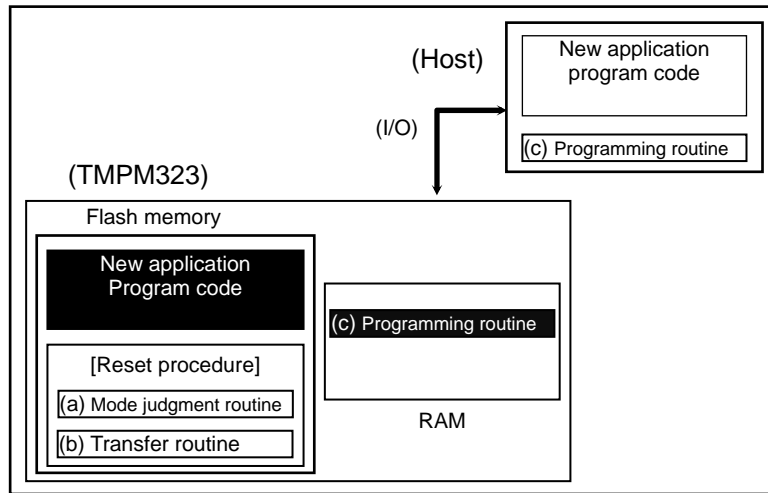 (Host)
New application
program code
(c) Programming routine
(I/O)
(TMPM323)
Flash memory
New application
Program code
[Reset procedure]
(a) Mode judgment routine
(b) Transfer routine
(c) Programming routine
RAM